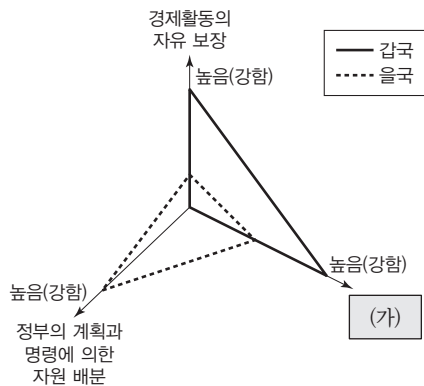 경제활동의
자유 보장
높음(강함)
갑국
을국
높음(강함)
(가)
높음(강함)
정부의 계획과
명령에 의한
자원 배분